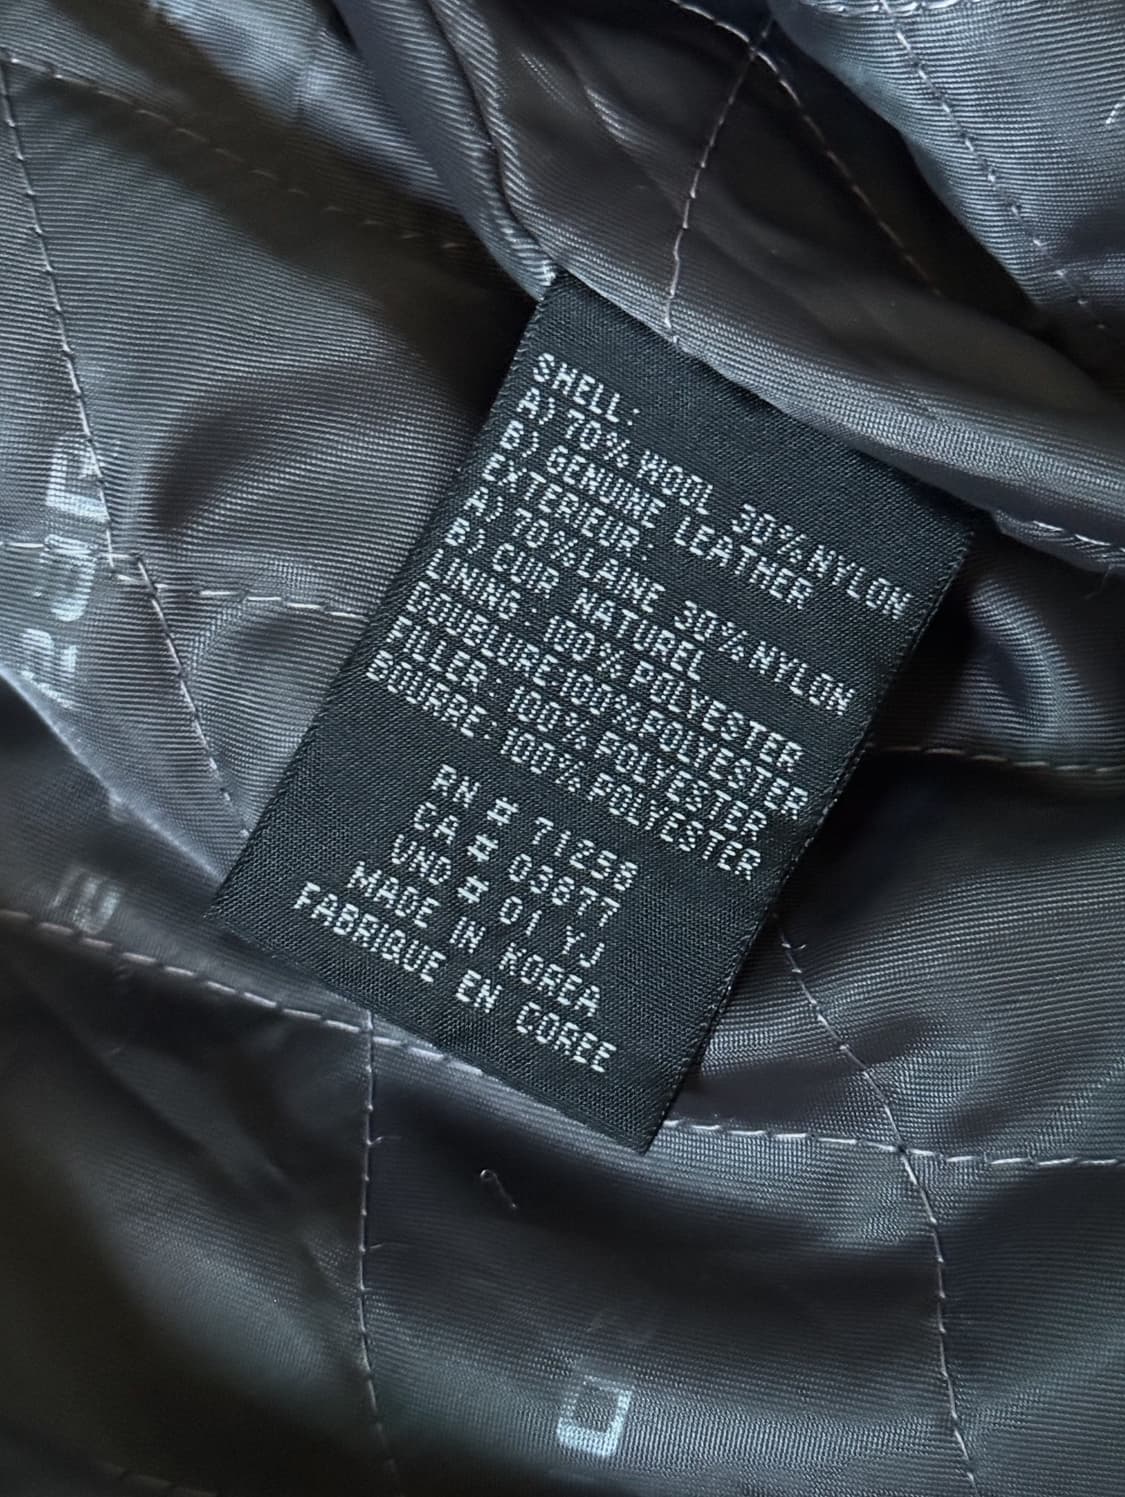 SHELL:
A) 70% WOOL 30% NYLON
B) GENUINE LEATHER
EXTERIEUR:
A) 70% LAINE 30% NYLON
B) CUIR NATUREL
LINING: 100% POLYESTER
DOUBLURE 100% POLYESTER
FILLER: 100% POLYESTER
BOURRE: 100% POLYESTER
RN # 71258
CA # 03877
VND # 01 YJ
MADE IN KOREA
FABRIQUE EN COREE